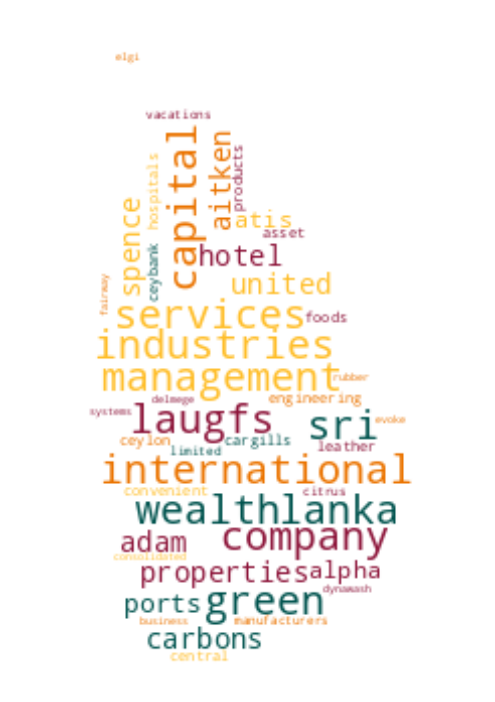 elgi
vacations
capital
aitken
products
hospitals
spence
atis
asset
ceybank
hotel
fairway
united
services
foods
industries
management
rubber
delmege
engineering
systems
laugfs
sri
evoke
ceylon
cargills
leather
limited
international
convenient
citrus
wealthlanka
company
adam
consolidated
properties
alpha
dynawash
ports
green
business
manufacturers
carbons
central